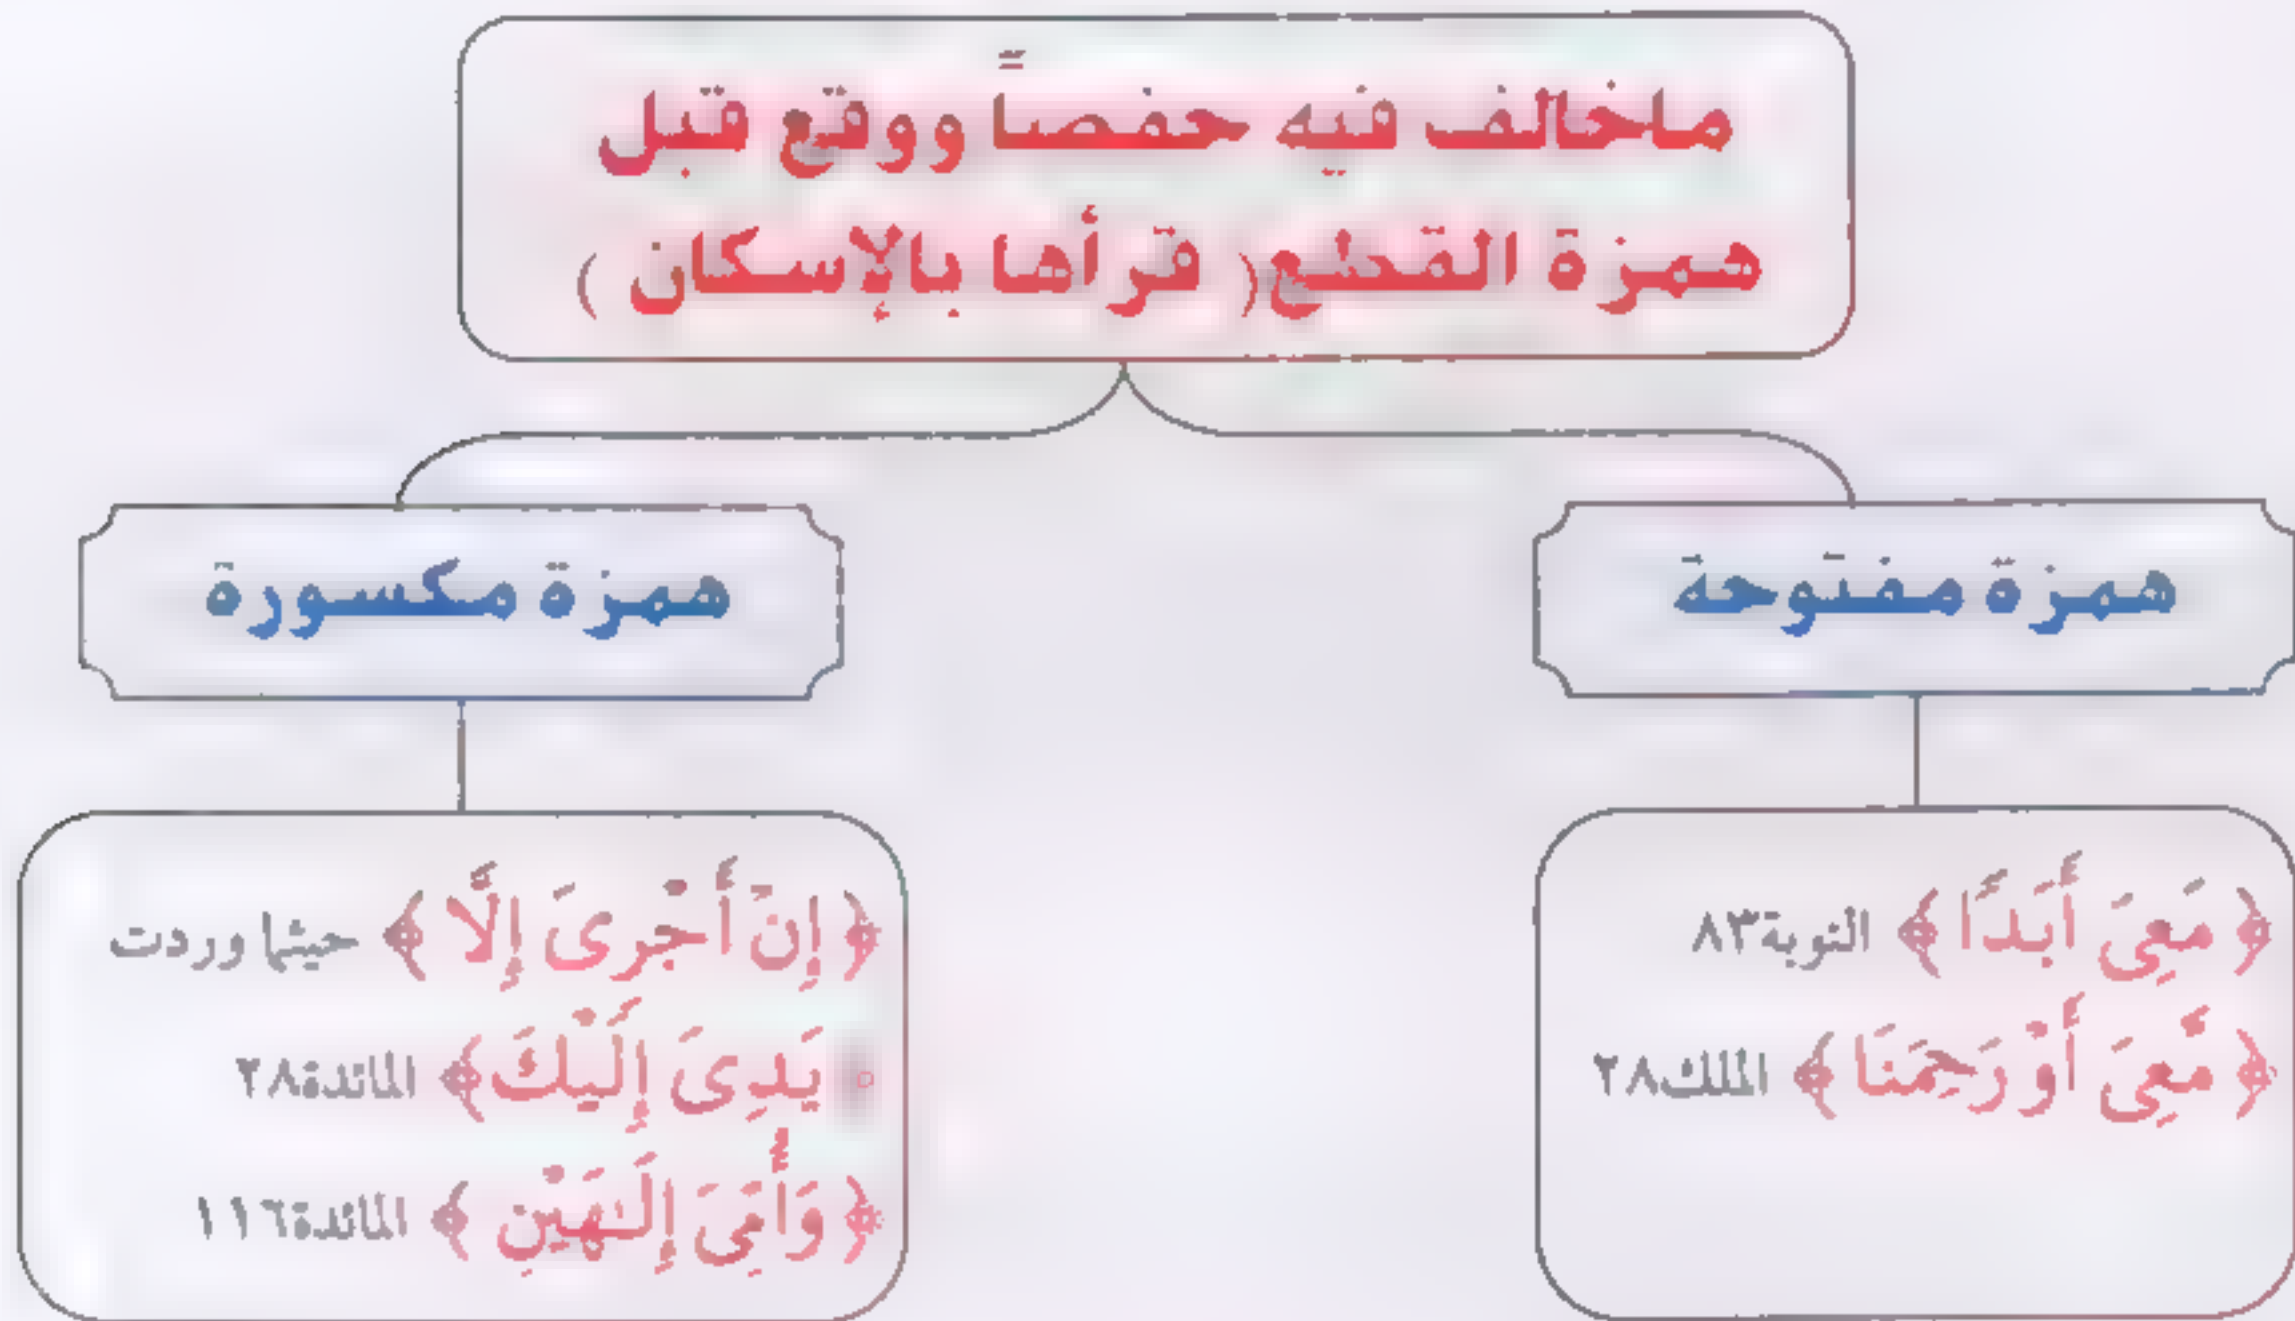 ماخالف فيه حفصاً ووقع قبل
همزة القطع( قرأها بالإسكان )
همزة مفتوحة
﴿ مَعِىَ أَبَدًا ﴾ التوبة٨٣
﴿ مَّعِىَ أَوْ رَحِمَنَا ﴾ الملك٢٨
همزة مكسورة
﴿ إِنْ أَجْرِىَ إِلَّا ﴾ حيثما وردت
يَدِىَ إِلَيْكَ ﴾ المائدة٢٨
﴿ وَأُمِّىَ إِلَـٰهَيْنِ ﴾ المائدة١١٦